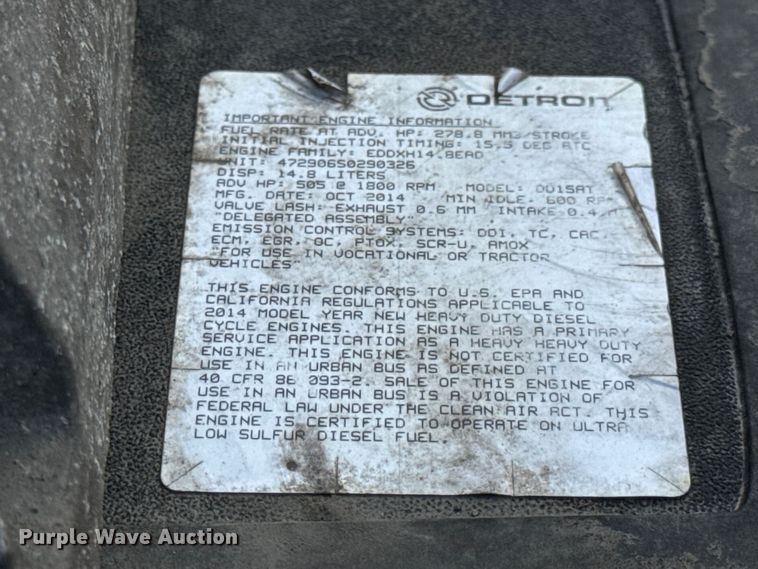 DETROIT
IMPORTANT ENGINE INFORMATION
FUEL RATE AT ADV. HP: 278.8 MM3/STROKE
INITIAL INJECTION TIMING: 15.5 DEG ATC
ENGINE FAMILY: EDDXH14.8EAD
UNIT: 472906S0290326
DISP: 14.8 LITERS
ADV HP: 505 @ 1800 RPM MODEL: DD15AT
MFG. DATE: OCT 2014 MIN IDLE: 600 RPM
VALVE LASH: EXHAUST 0.6 MM INTAKE 0.4
"DELEGATED ASSEMBLY"
EMISSION CONTROL SYSTEMS: DDI, TC, CAC,
ECM, EGR, OC, PTOX, SCR-U, AMOX
"FOR USE IN VOCATIONAL OR TRACTOR
VEHICLES"
THIS ENGINE CONFORMS TO U.S. EPA AND
CALIFORNIA REGULATIONS APPLICABLE TO
2014 MODEL YEAR NEW HEAVY DUTY DIESEL
CYCLE ENGINES. THIS ENGINE HAS A PRIMARY
SERVICE APPLICATION AS A HEAVY HEAVY DUTY
ENGINE. THIS ENGINE IS NOT CERTIFIED FOR
USE IN AN URBAN BUS AS DEFINED AT
40 CFR 86 093-2. SALE OF THIS ENGINE FOR
USE IN AN URBAN BUS IS A VIOLATION OF
FEDERAL LAW UNDER THE CLEAN AIR ACT. THIS
ENGINE IS CERTIFIED TO OPERATE ON ULTRA
LOW SULFUR DIESEL FUEL.
Purple Wave Auction